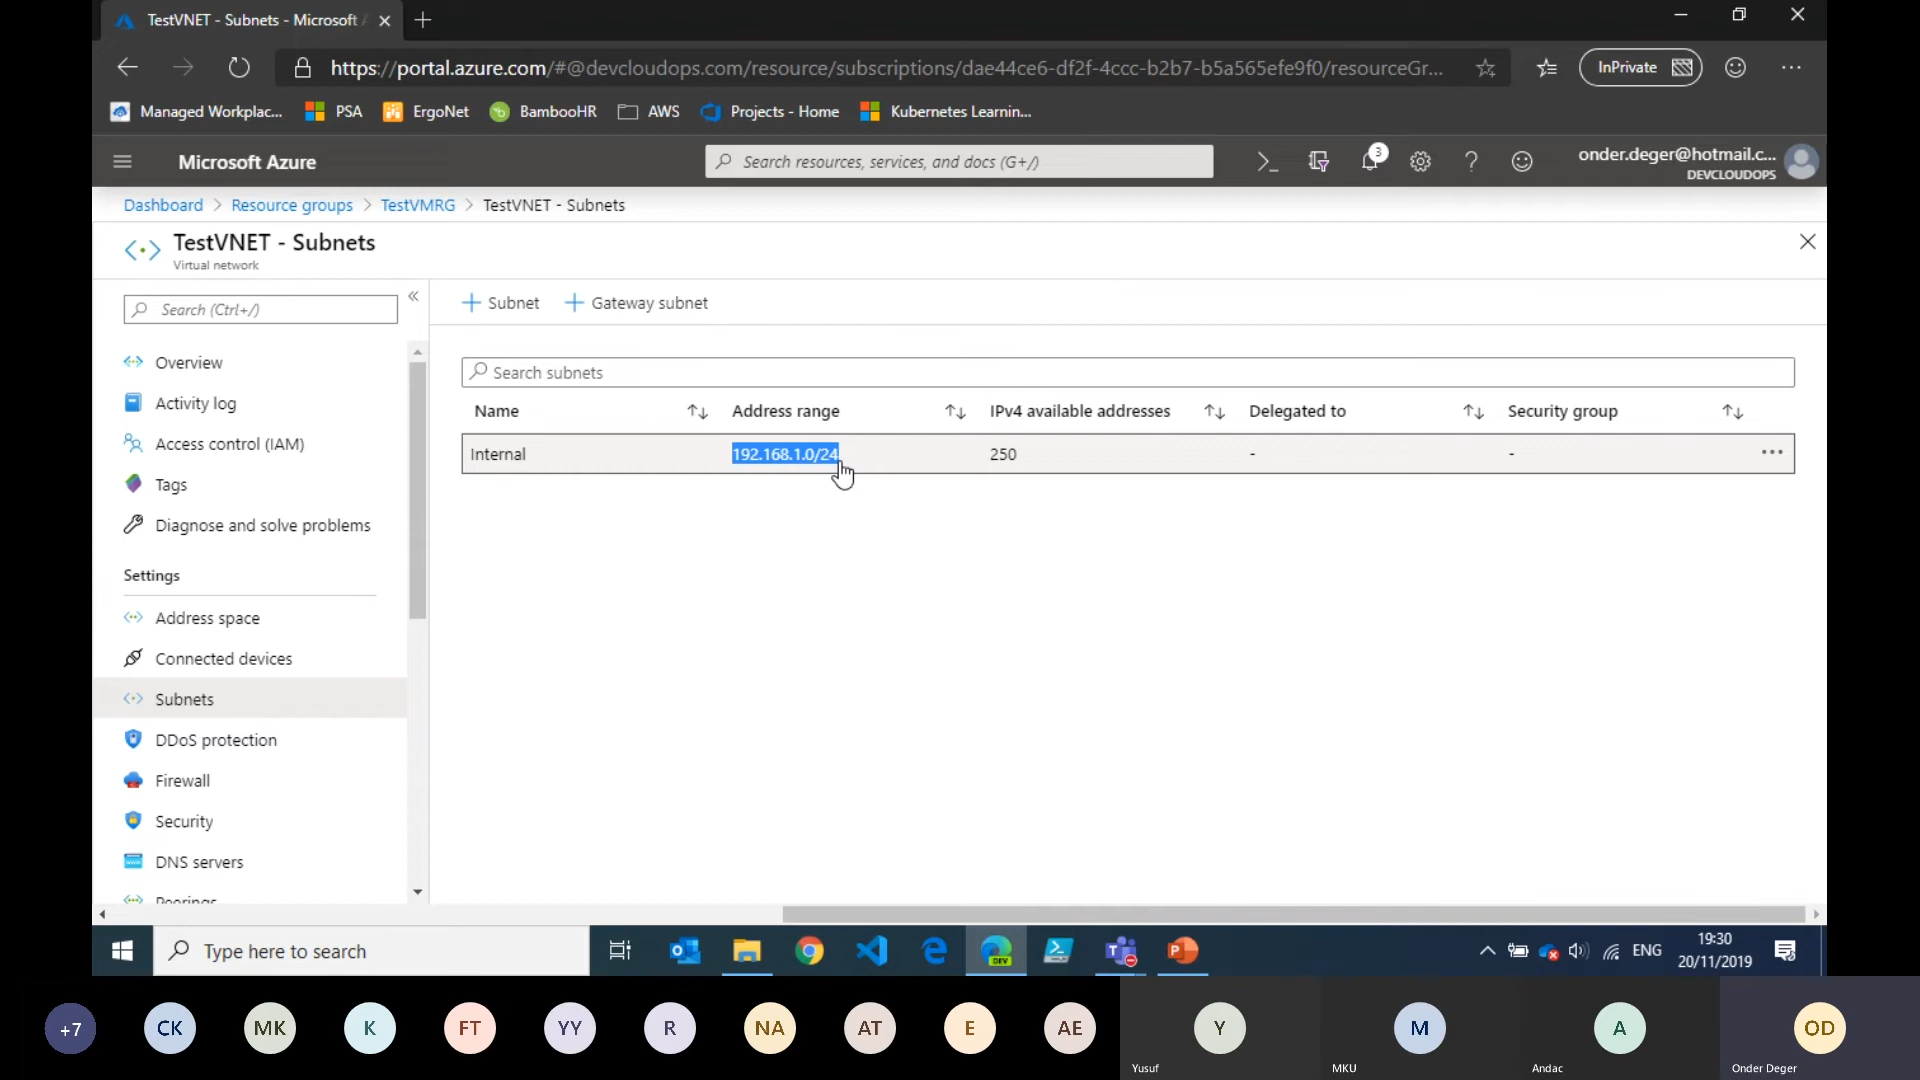 TestVNET - Subnets - Microsoft
https://portal.azure.com/#@devcloudops.com/resource/subscriptions/dae44ce6-df2f-4ccc-b2b7-b5a565efe9f0/resourceGr...
InPrivate
Managed Workplac...
PSA
ErgoNet
BambooHR
AWS
Projects - Home
Kubernetes Learnin...
Microsoft Azure
Search resources, services, and docs (G+/)
3
onder.deger@hotmail.c...
DEVCLOUDOPS
Dashboard > Resource groups > TestVMRG > TestVNET - Subnets
TestVNET - Subnets
Virtual network
Search (Ctrl+/)
Overview
Activity log
Access control (IAM)
Tags
Diagnose and solve problems
Settings
Address space
Connected devices
Subnets
DDoS protection
Firewall
Security
DNS servers
Peerings
+ Subnet
+ Gateway subnet
Search subnets
Name
Address range
IPv4 available addresses
Delegated to
Security group
Internal
192.168.1.0/24
250
-
-
Type here to search
DEV
ENG
19:30
20/11/2019
+7
CK
MK
K
FT
YY
R
NA
AT
E
AE
Y
Yusuf
M
MKU
A
Andac
OD
Onder Deger